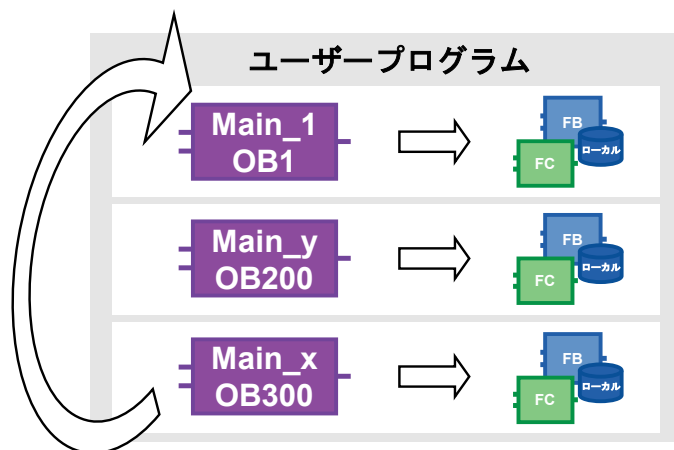 ユーザープログラム
Main_1
OB1
FB
ローカル
FC
Main_y
OB200
FB
ローカル
FC
Main_x
OB300
FB
ローカル
FC